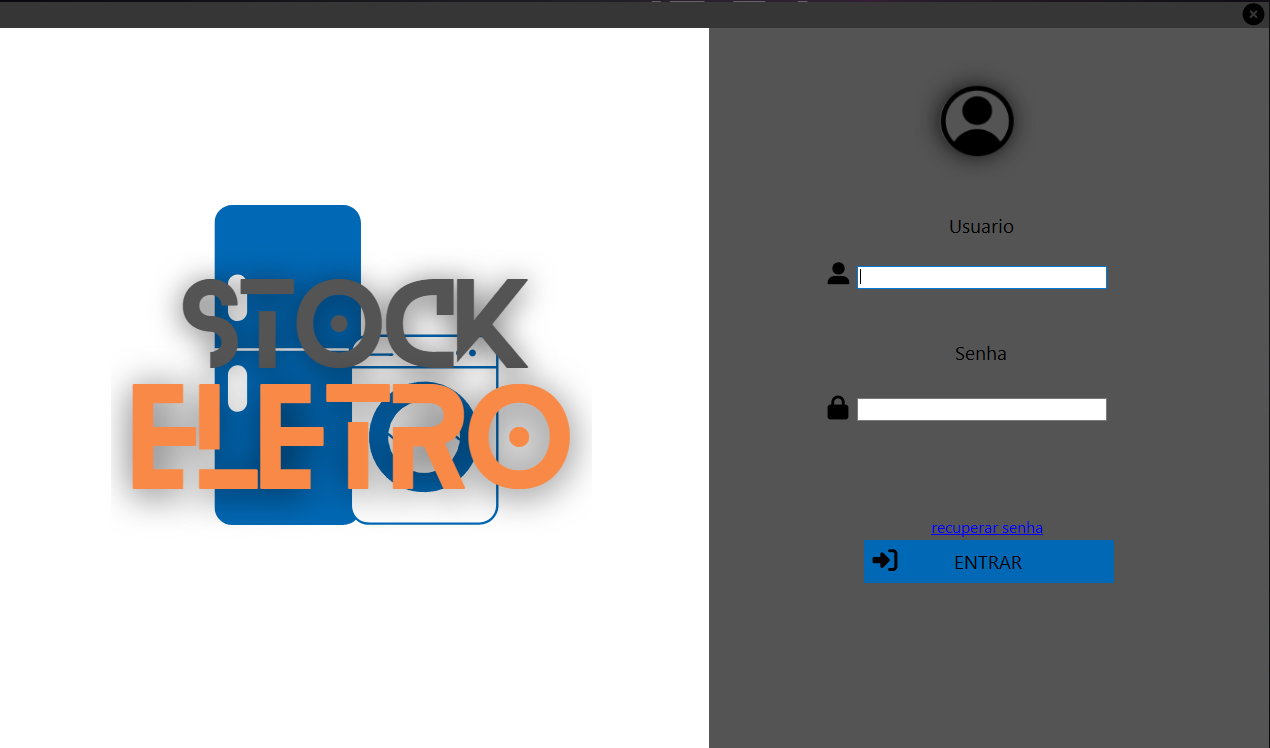 STOCK
ELETRO
Usuario
Senha
recuperar senha
ENTRAR